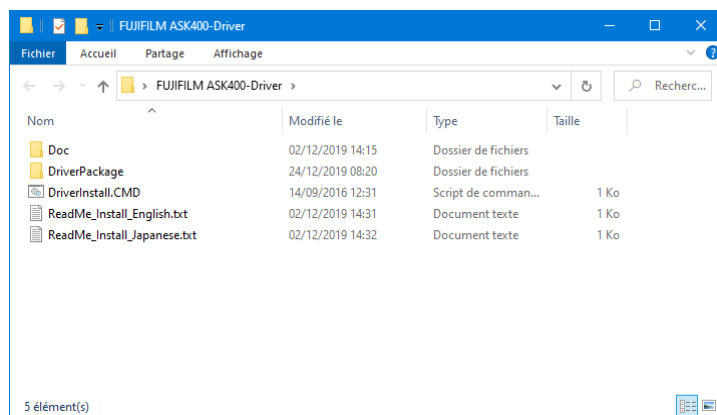 FUJIFILM ASK400-Driver
Fichier Accueil Partage Affichage
FUJIFILM ASK400-Driver
Recherc...
Nom Modifié le Type Taille
Doc 02/12/2019 14:15 Dossier de fichiers
DriverPackage 24/12/2019 08:20 Dossier de fichiers
DriverInstall.CMD 14/09/2016 12:31 Script de comman... 1 Ko
ReadMe_Install_English.txt 02/12/2019 14:31 Document texte 1 Ko
ReadMe_Install_Japanese.txt 02/12/2019 14:32 Document texte 1 Ko
5 élément(s)